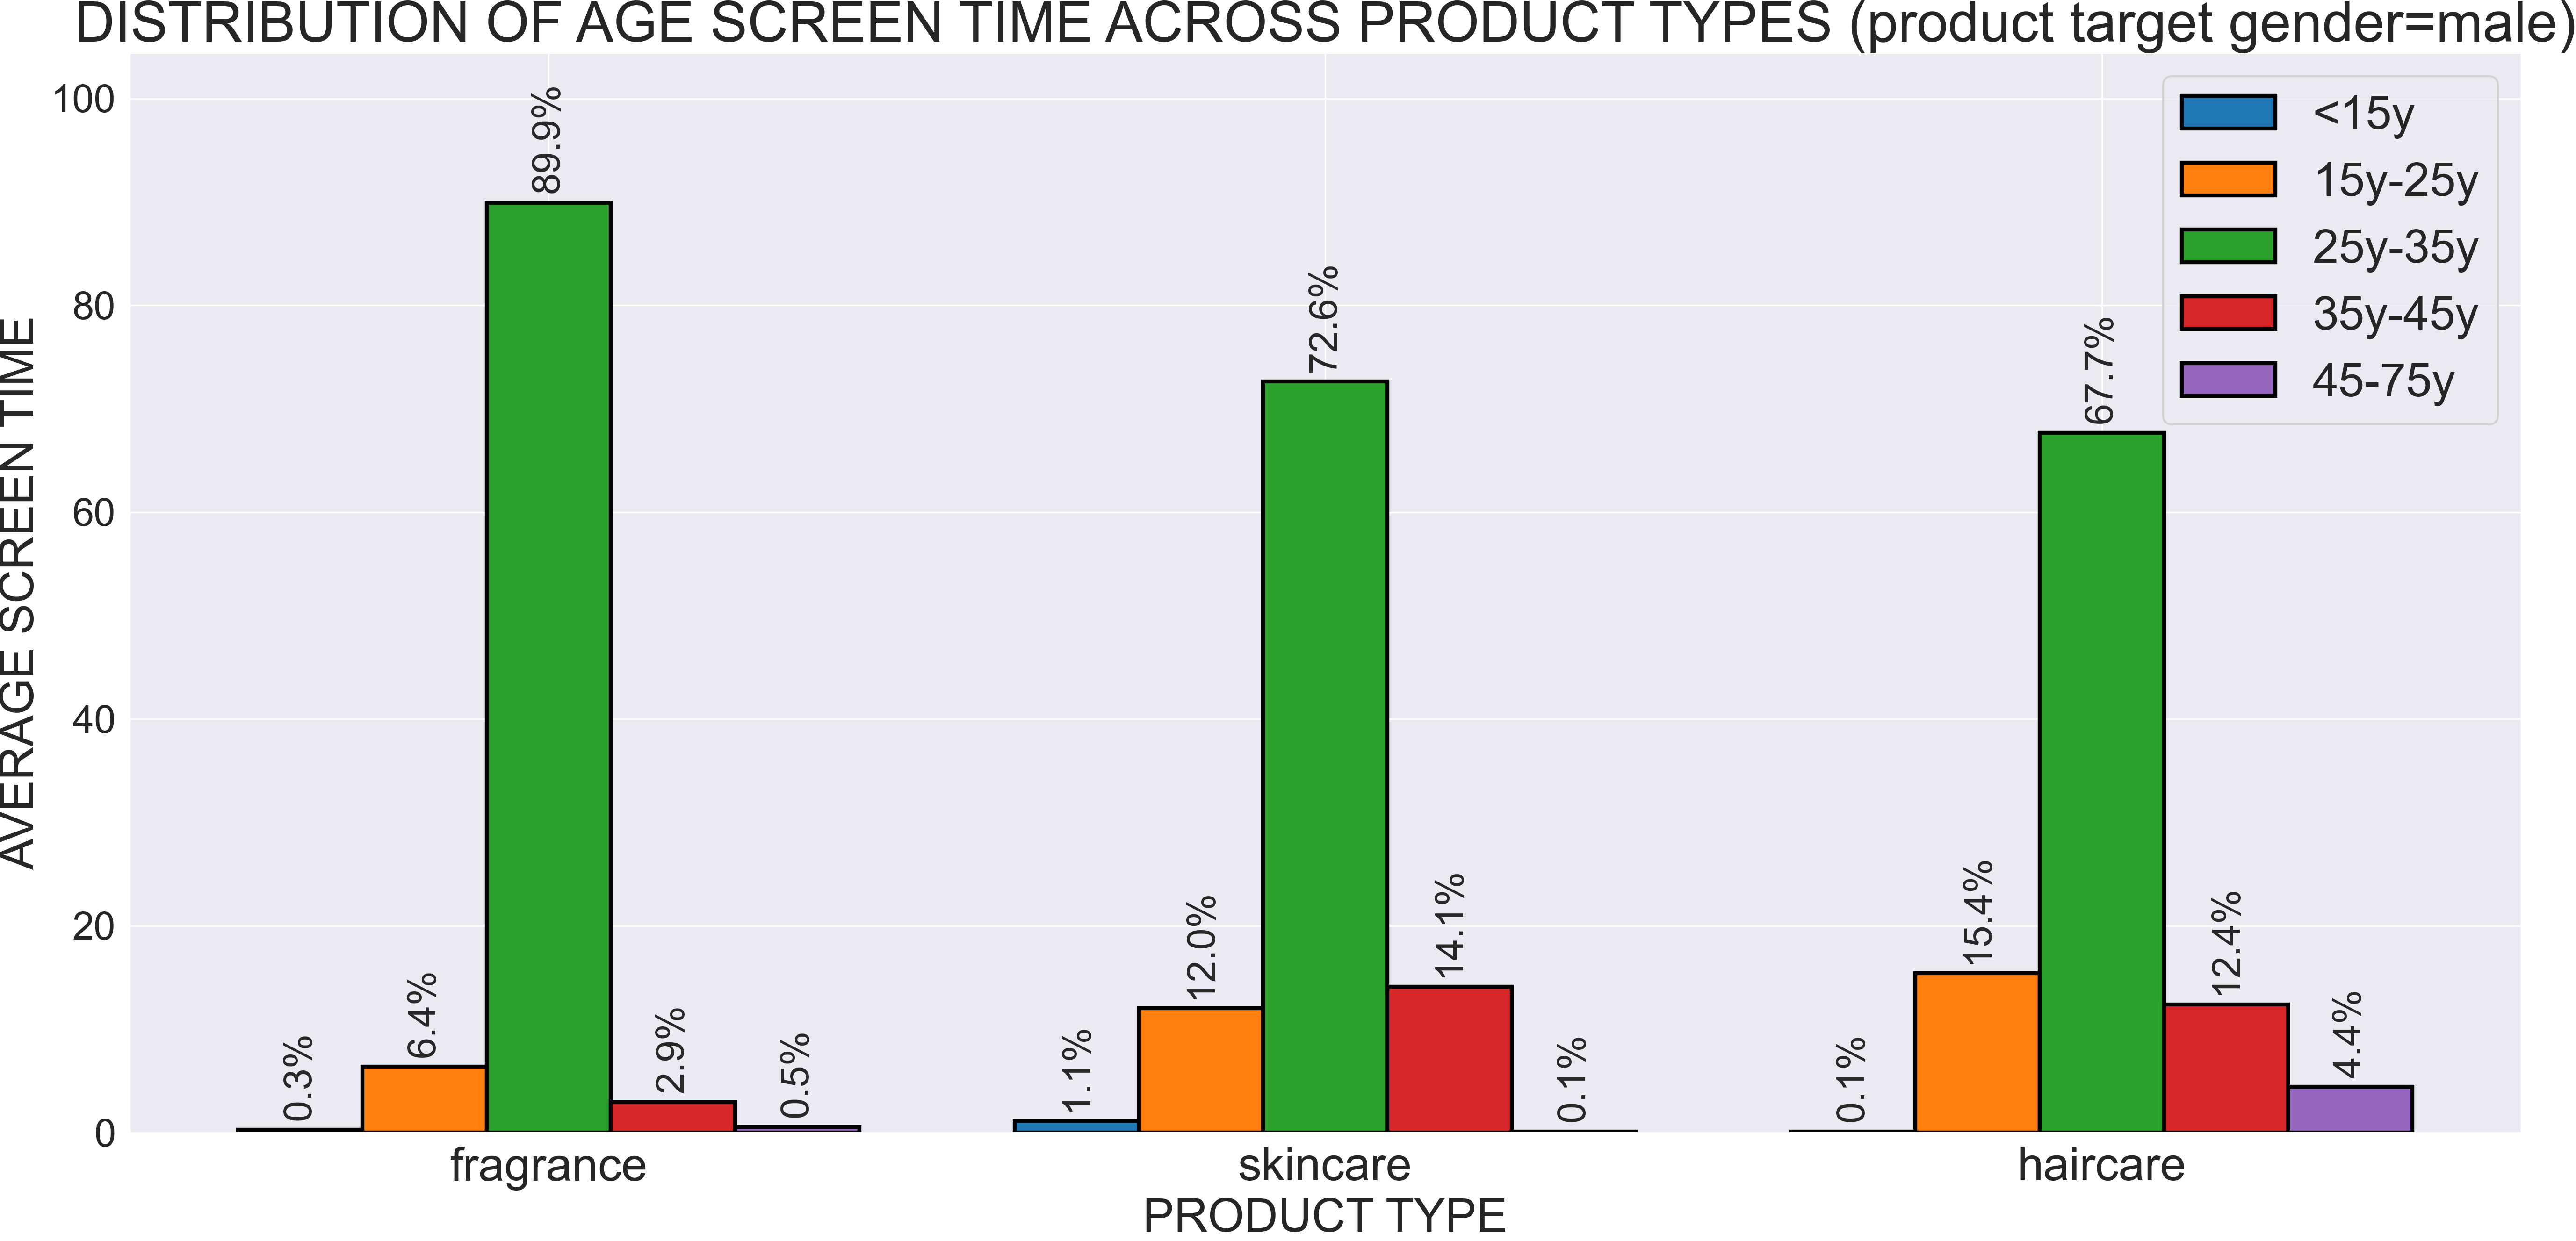 DISTRIBUTION OF AGE SCREEN TIME ACROSS PRODUCT TYPES (product target gender=male)
AVERAGE SCREEN TIME
100
80
60
40
20
0
<15y
15y-25y
25y-35y
35y-45y
45-75y
0.3%
6.4%
89.9%
2.9%
0.5%
1.1%
12.0%
72.6%
14.1%
0.1%
0.1%
15.4%
67.7%
12.4%
4.4%
fragrance
skincare
haircare
PRODUCT TYPE